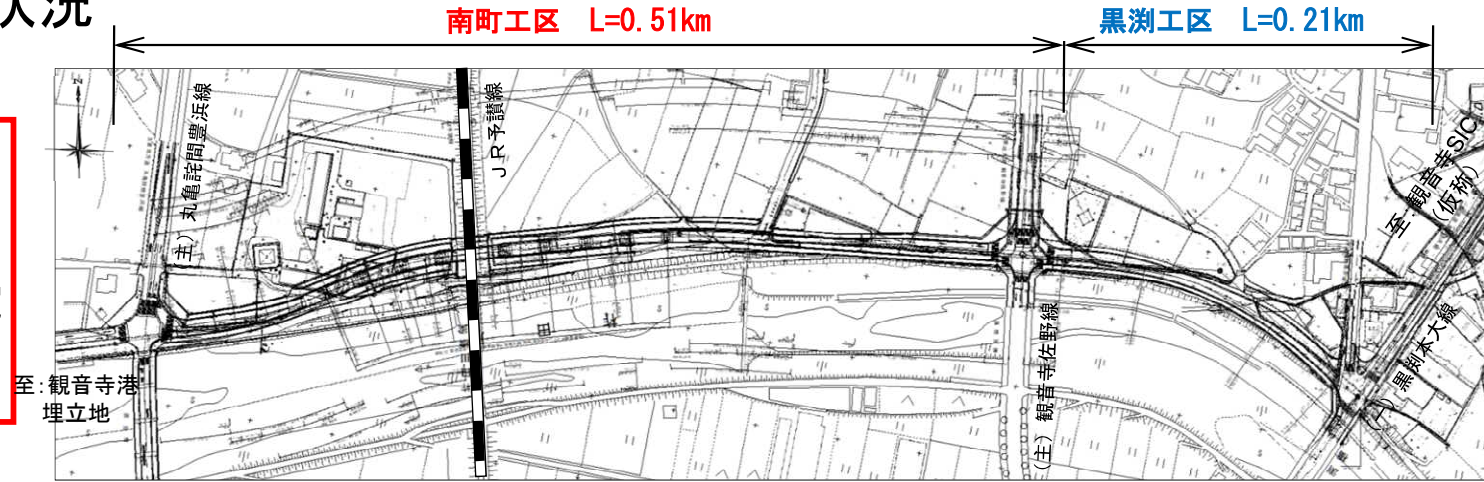 状況
南町工区 L=0.51km
黒渕工区 L=0.21km
(主) 丸亀詫間豊浜線
JR予讃線
至:観音寺SIC
(仮称)
至:観音寺港
埋立地
(主) 観音寺佐野線
(一) 黒渕本大線